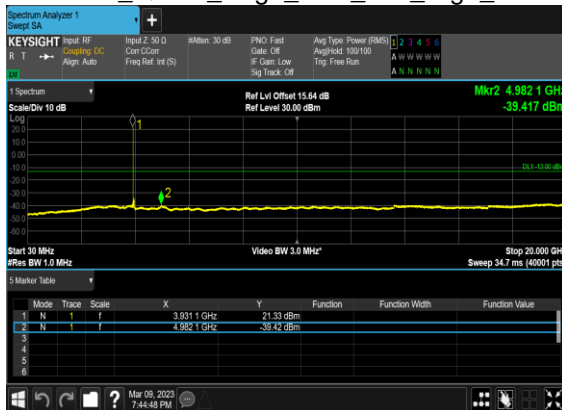 Spectrum Analyzer 1
Swept SA
+
KEYSIGHT Input: RF Input Z: 50 Ω #Atten: 30 dB PNO: Fast Avg Type: Power (RMS) 1 2 3 4 5 6
R T Coupling: DC Corr CCorr Gate: Off Avg|Hold: 100/100 A W W W W W
Align: Auto Freq Ref: Int (S) IF Gain: Low Trig: Free Run
Sig Track: Off A N N N N N
1 Spectrum Ref Lvl Offset 15.64 dB Mkr2 4.982 1 GHz
Scale/Div 10 dB Ref Level 30.00 dBm -39.417 dBm
Log
20.0
10.0
0.00
-10.0
-20.0
-30.0
-40.0
-50.0
-60.0
1
2
DL1 -13.00 dBm
Start 30 MHz Video BW 3.0 MHz* Stop 20.000 GHz
#Res BW 1.0 MHz Sweep 34.7 ms (40001 pts)
5 Marker Table
Mode Trace Scale X Y Function Function Width Function Value
1 N 1 f 3.931 1 GHz 21.33 dBm
2 N 1 f 4.982 1 GHz -39.42 dBm
3
4
5
6
? Mar 09, 2023
7:44:48 PM